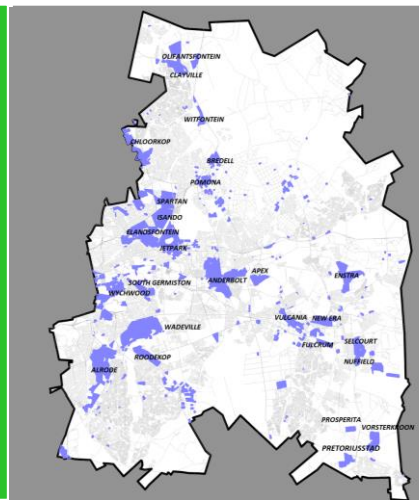 OLIFANTSFONTEIN
CLAYVILLE
WITFONTEIN
CHLOORKOP
BREDELL
POMONA
SPARTAN
ISANDO
ELANDSFONTEIN
JETPARK
ANDERBOLT
APEX
ENSTRA
SOUTH GERMISTON
WYCHWOOD
VULCANIA
NEW ERA
WADEVILLE
FULCRUM
SELCOURT
ROODEKOP
NUFFIELD
ALRODE
PROSPERITA
VORSTERKROON
PRETORIUSSTAD